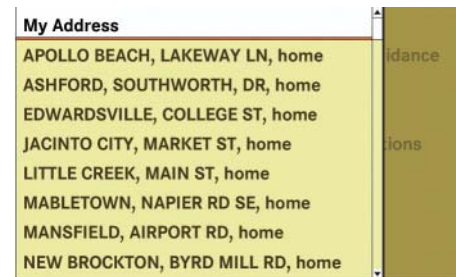 My Address
APOLLO BEACH, LAKEWAY LN, home
idance
ASHFORD, SOUTHWORTH, DR, home
EDWARDSVILLE, COLLEGE ST, home
JACINTO CITY, MARKET ST, home
tions
LITTLE CREEK, MAIN ST, home
MABLETOWN, NAPIER RD SE, home
MANSFIELD, AIRPORT RD, home
NEW BROCKTON, BYRD MILL RD, home